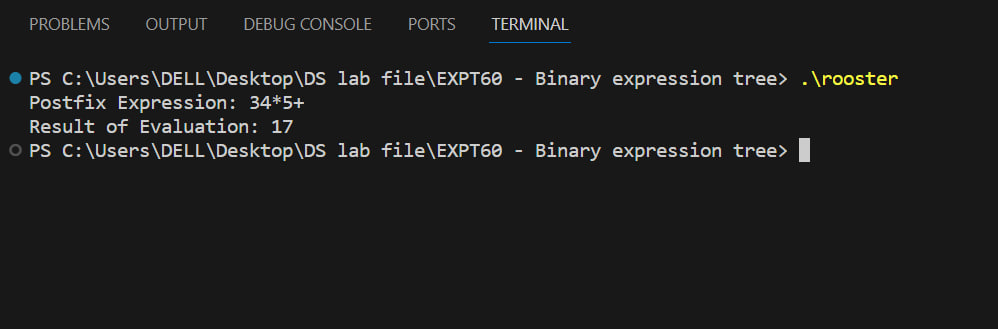 PROBLEMS OUTPUT DEBUG CONSOLE PORTS TERMINAL
PS C:\Users\DELL\Desktop\DS lab file\EXPT60 - Binary expression tree> .\rooster
Postfix Expression: 34*5+
Result of Evaluation: 17
PS C:\Users\DELL\Desktop\DS lab file\EXPT60 - Binary expression tree>